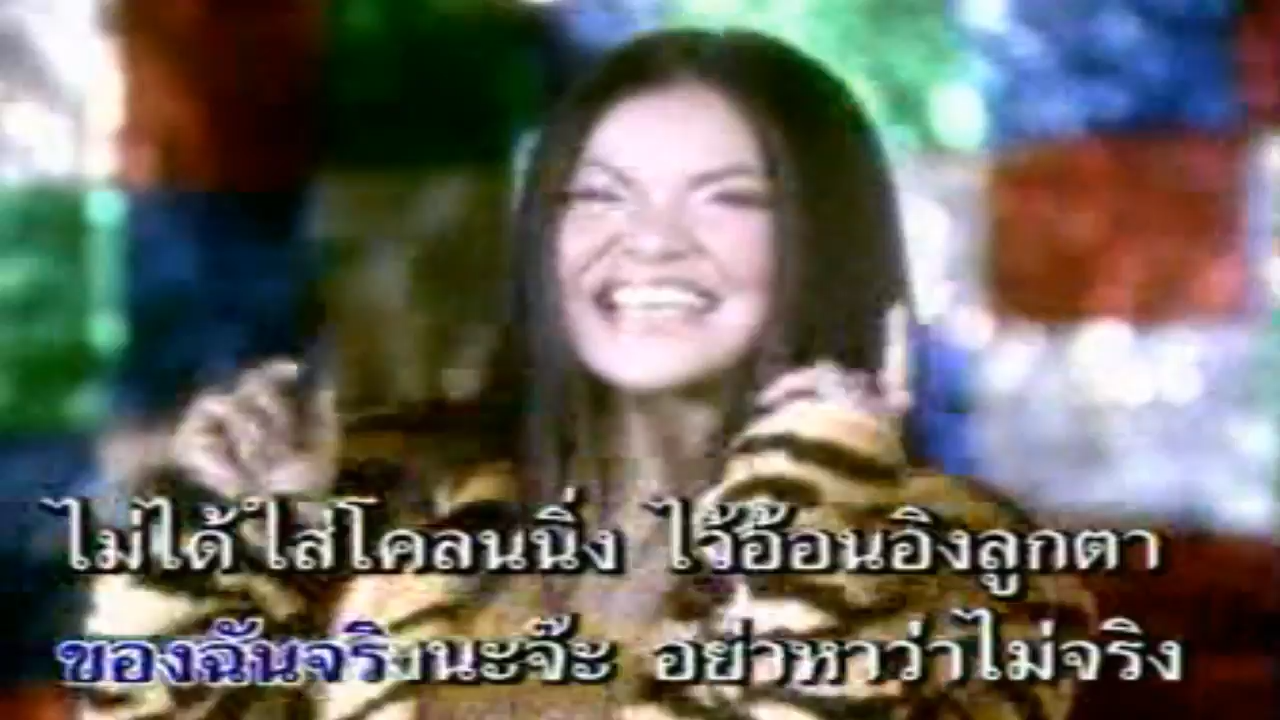 ไม่ได้ ใส่โคลนนิ่ง ไว้อ้อนอิงลูกตา
ของฉันจริงนะจ๊ะ อย่าหาว่าไม่จริง